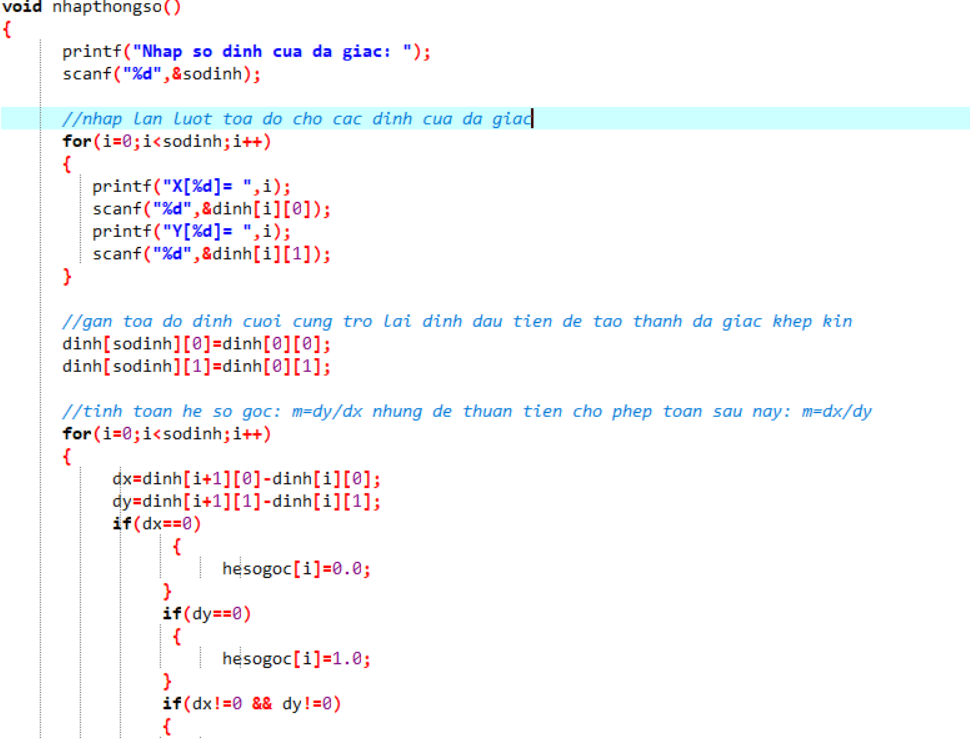 void nhapthongso()
{
printf("Nhap so dinh cua da giac: ");
scanf("%d",&sodinh);
//nhap lan luot toa do cho cac dinh cua da giac
for(i=0;i<sodinh;i++)
{
printf("X[%d]= ",i);
scanf("%d",&dinh[i][0]);
printf("Y[%d]= ",i);
scanf("%d",&dinh[i][1]);
}
//gan toa do dinh cuoi cung tro lai dinh dau tien de tao thanh da giac khep kin
dinh[sodinh][0]=dinh[0][0];
dinh[sodinh][1]=dinh[0][1];
//tinh toan he so goc: m=dy/dx nhung de thuan tien cho phep toan sau nay: m=dx/dy
for(i=0;i<sodinh;i++)
{
dx=dinh[i+1][0]-dinh[i][0];
dy=dinh[i+1][1]-dinh[i][1];
if(dx==0)
{
hesogoc[i]=0.0;
}
if(dy==0)
{
hesogoc[i]=1.0;
}
if(dx!=0 && dy!=0)
{